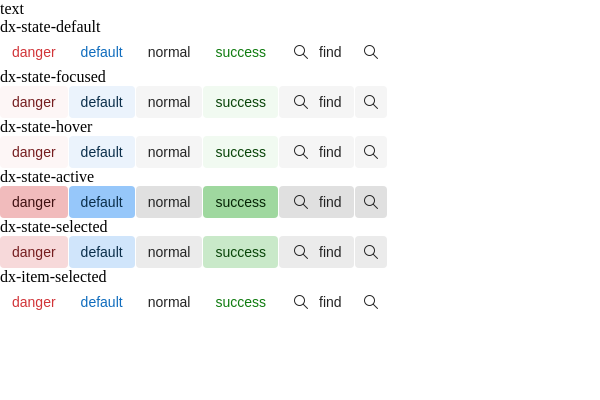 text
dx-state-default
danger default normal success find
dx-state-focused
danger default normal success find
dx-state-hover
danger default normal success find
dx-state-active
danger default normal success find
dx-state-selected
danger default normal success find
dx-item-selected
danger default normal success find